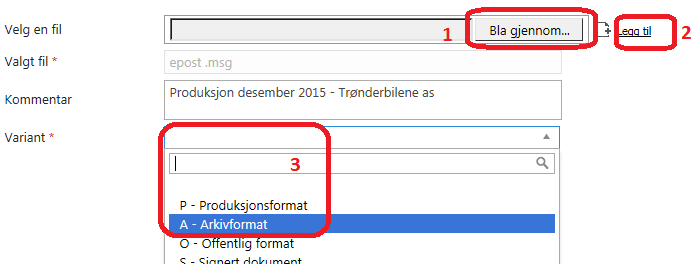 Velg en fil 1 Bla gjennom... Legg til 2
Valgt fil * epost .msg
Kommentar Produksjon desember 2015 - Trønderbilene as
Variant *
3
P - Produksjonsformat
A - Arkivformat
O - Offentlig format
S - Signert dokument